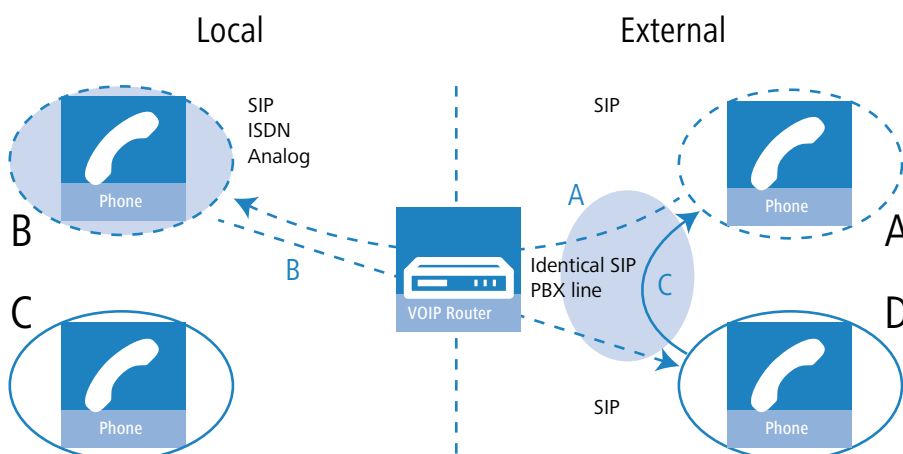 Local
External
SIP
ISDN
Analog
SIP
Phone
Phone
A
B
A
B
Identical SIP
PBX line
C
VOIP Router
C
D
Phone
Phone
SIP